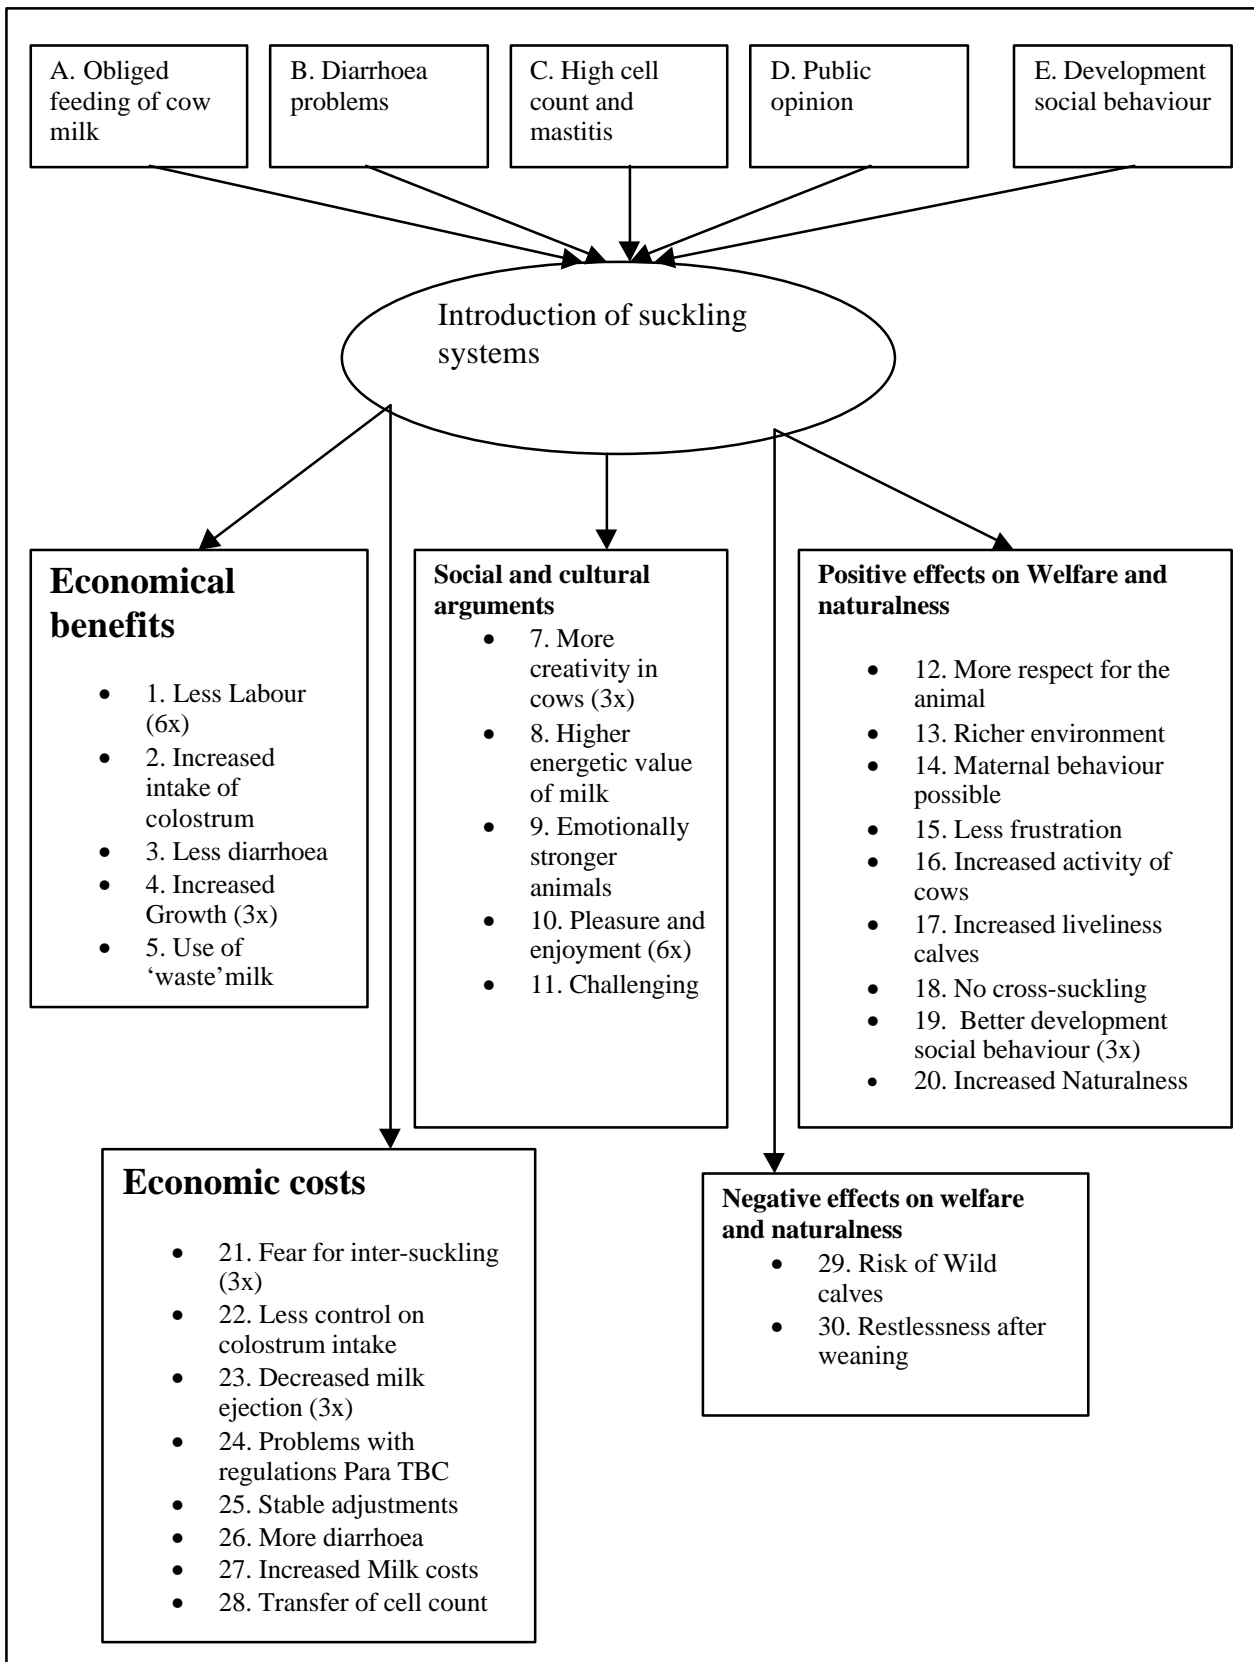 A. Obliged
feeding of cow
milk
B. Diarrhoea
problems
C. High cell
count and
mastitis
D. Public
opinion
E. Development
social behaviour
Introduction of suckling
systems
Economical
benefits
• 1. Less Labour
(6x)
• 2. Increased
intake of
colostrum
• 3. Less diarrhoea
• 4. Increased
Growth (3x)
• 5. Use of
‘waste’milk
Social and cultural
arguments
• 7. More
creativity in
cows (3x)
• 8. Higher
energetic value
of milk
• 9. Emotionally
stronger
animals
• 10. Pleasure and
enjoyment (6x)
• 11. Challenging
Positive effects on Welfare and
naturalness
• 12. More respect for the
animal
• 13. Richer environment
• 14. Maternal behaviour
possible
• 15. Less frustration
• 16. Increased activity of
cows
• 17. Increased liveliness
calves
• 18. No cross-suckling
• 19. Better development
social behaviour (3x)
• 20. Increased Naturalness
Economic costs
• 21. Fear for inter-suckling
(3x)
• 22. Less control on
colostrum intake
• 23. Decreased milk
ejection (3x)
• 24. Problems with
regulations Para TBC
• 25. Stable adjustments
• 26. More diarrhoea
• 27. Increased Milk costs
• 28. Transfer of cell count
Negative effects on welfare
and naturalness
• 29. Risk of Wild
calves
• 30. Restlessness after
weaning